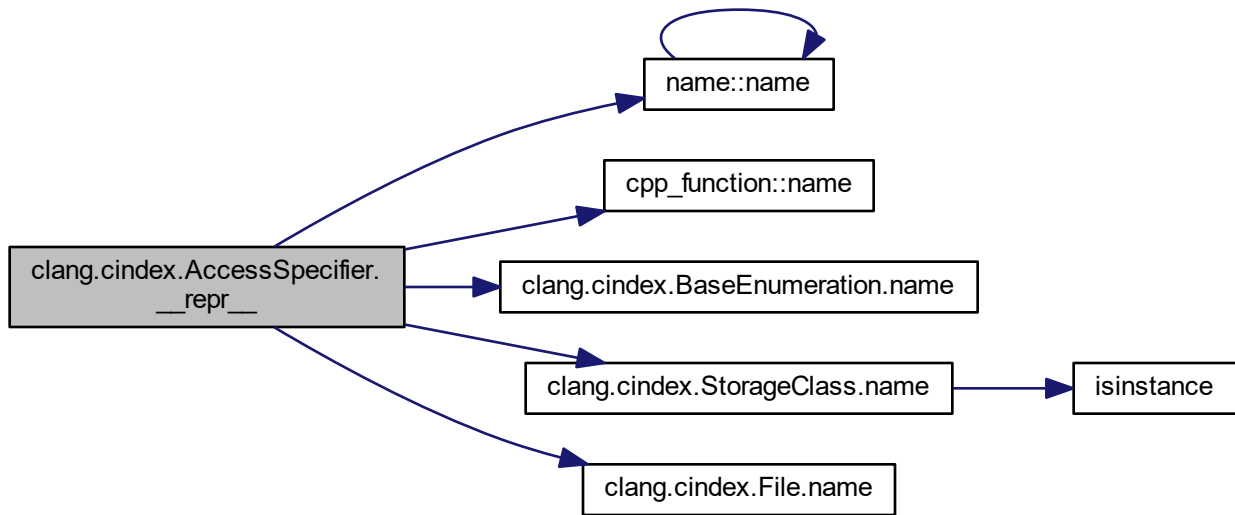 name::name
cpp_function::name
clang.cindex.AccessSpecifier.
__repr__
clang.cindex.BaseEnumeration.name
clang.cindex.StorageClass.name
isinstance
clang.cindex.File.name